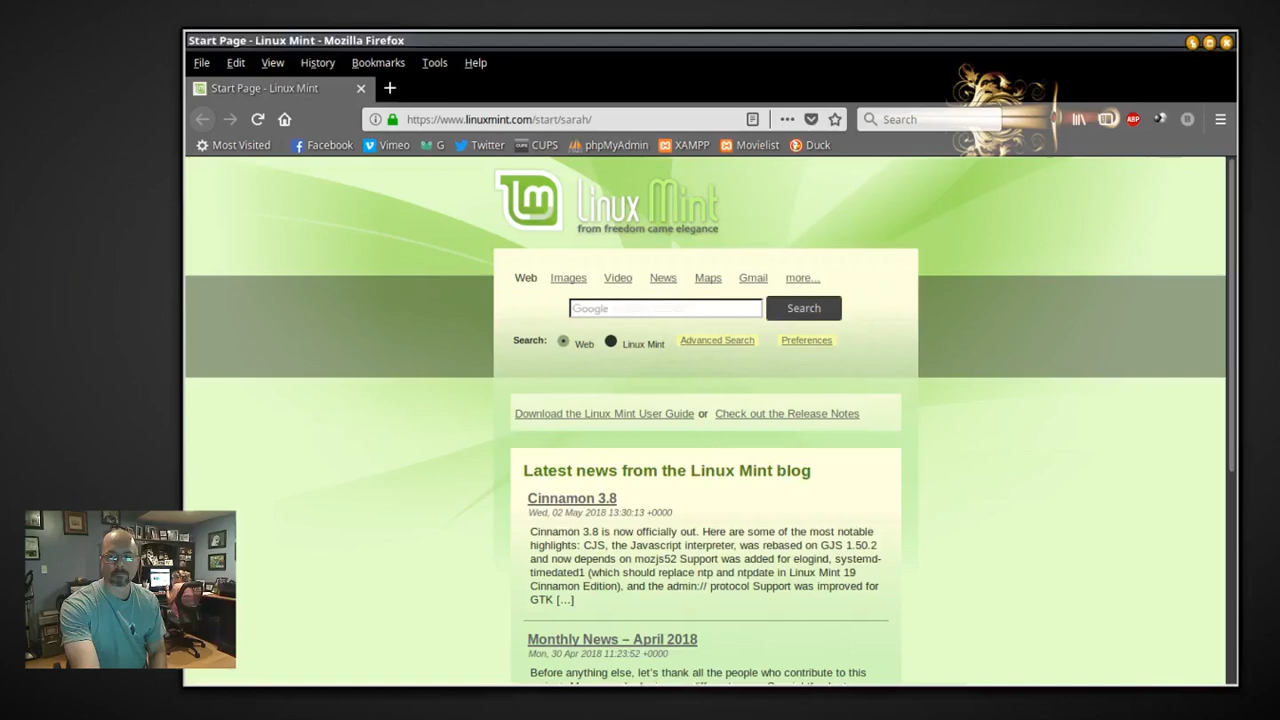 Start Page - Linux Mint - Mozilla Firefox
File Edit View History Bookmarks Tools Help
Start Page - Linux Mint
https://www.linuxmint.com/start/sarah/
Search
ABP
Most Visited Facebook Vimeo G Twitter CUPS phpMyAdmin XAMPP Movielist Duck
lm Linux Mint
from freedom came elegance
Web Images Video News Maps Gmail more...
Google Search
Search: Web Linux Mint Advanced Search Preferences
Download the Linux Mint User Guide or Check out the Release Notes
Latest news from the Linux Mint blog
Cinnamon 3.8
Wed, 02 May 2018 13:30:13 +0000
Cinnamon 3.8 is now officially out. Here are some of the most notable
highlights: CJS, the Javascript interpreter, was rebased on GJS 1.50.2
and now depends on mozjs52 Support was added for elogind, systemd-
timedated1 (which should replace ntp and ntpdate in Linux Mint 19
Cinnamon Edition), and the admin:// protocol Support was improved for
GTK […]
Monthly News – April 2018
Mon, 30 Apr 2018 11:23:52 +0000
Before anything else, let's thank all the people who contribute to this